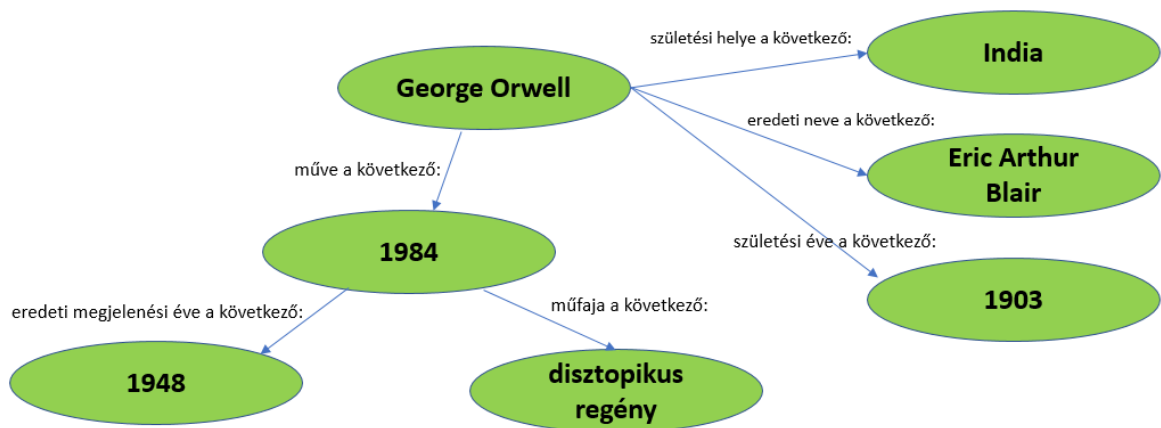 születési helye a következő:
India
George Orwell
eredeti neve a következő:
Eric Arthur
Blair
műve a következő:
1984
születési éve a következő:
1903
eredeti megjelenési éve a következő:
műfaja a következő:
1948
disztopikus
regény